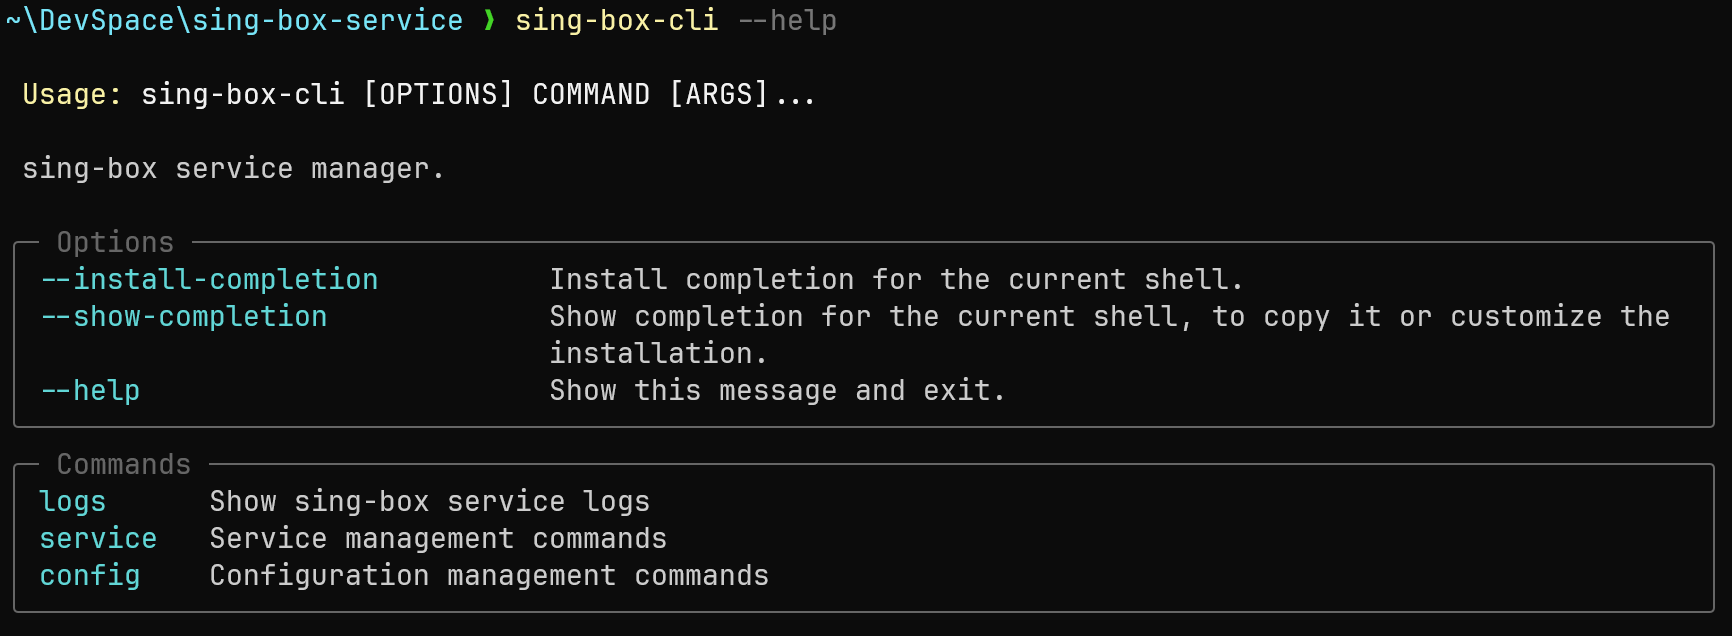 ~\DevSpace\sing-box-service ❯ sing-box-cli --help
Usage: sing-box-cli [OPTIONS] COMMAND [ARGS]...
sing-box service manager.
Options
--install-completion Install completion for the current shell.
--show-completion Show completion for the current shell, to copy it or customize the
installation.
--help Show this message and exit.
Commands
logs Show sing-box service logs
service Service management commands
config Configuration management commands